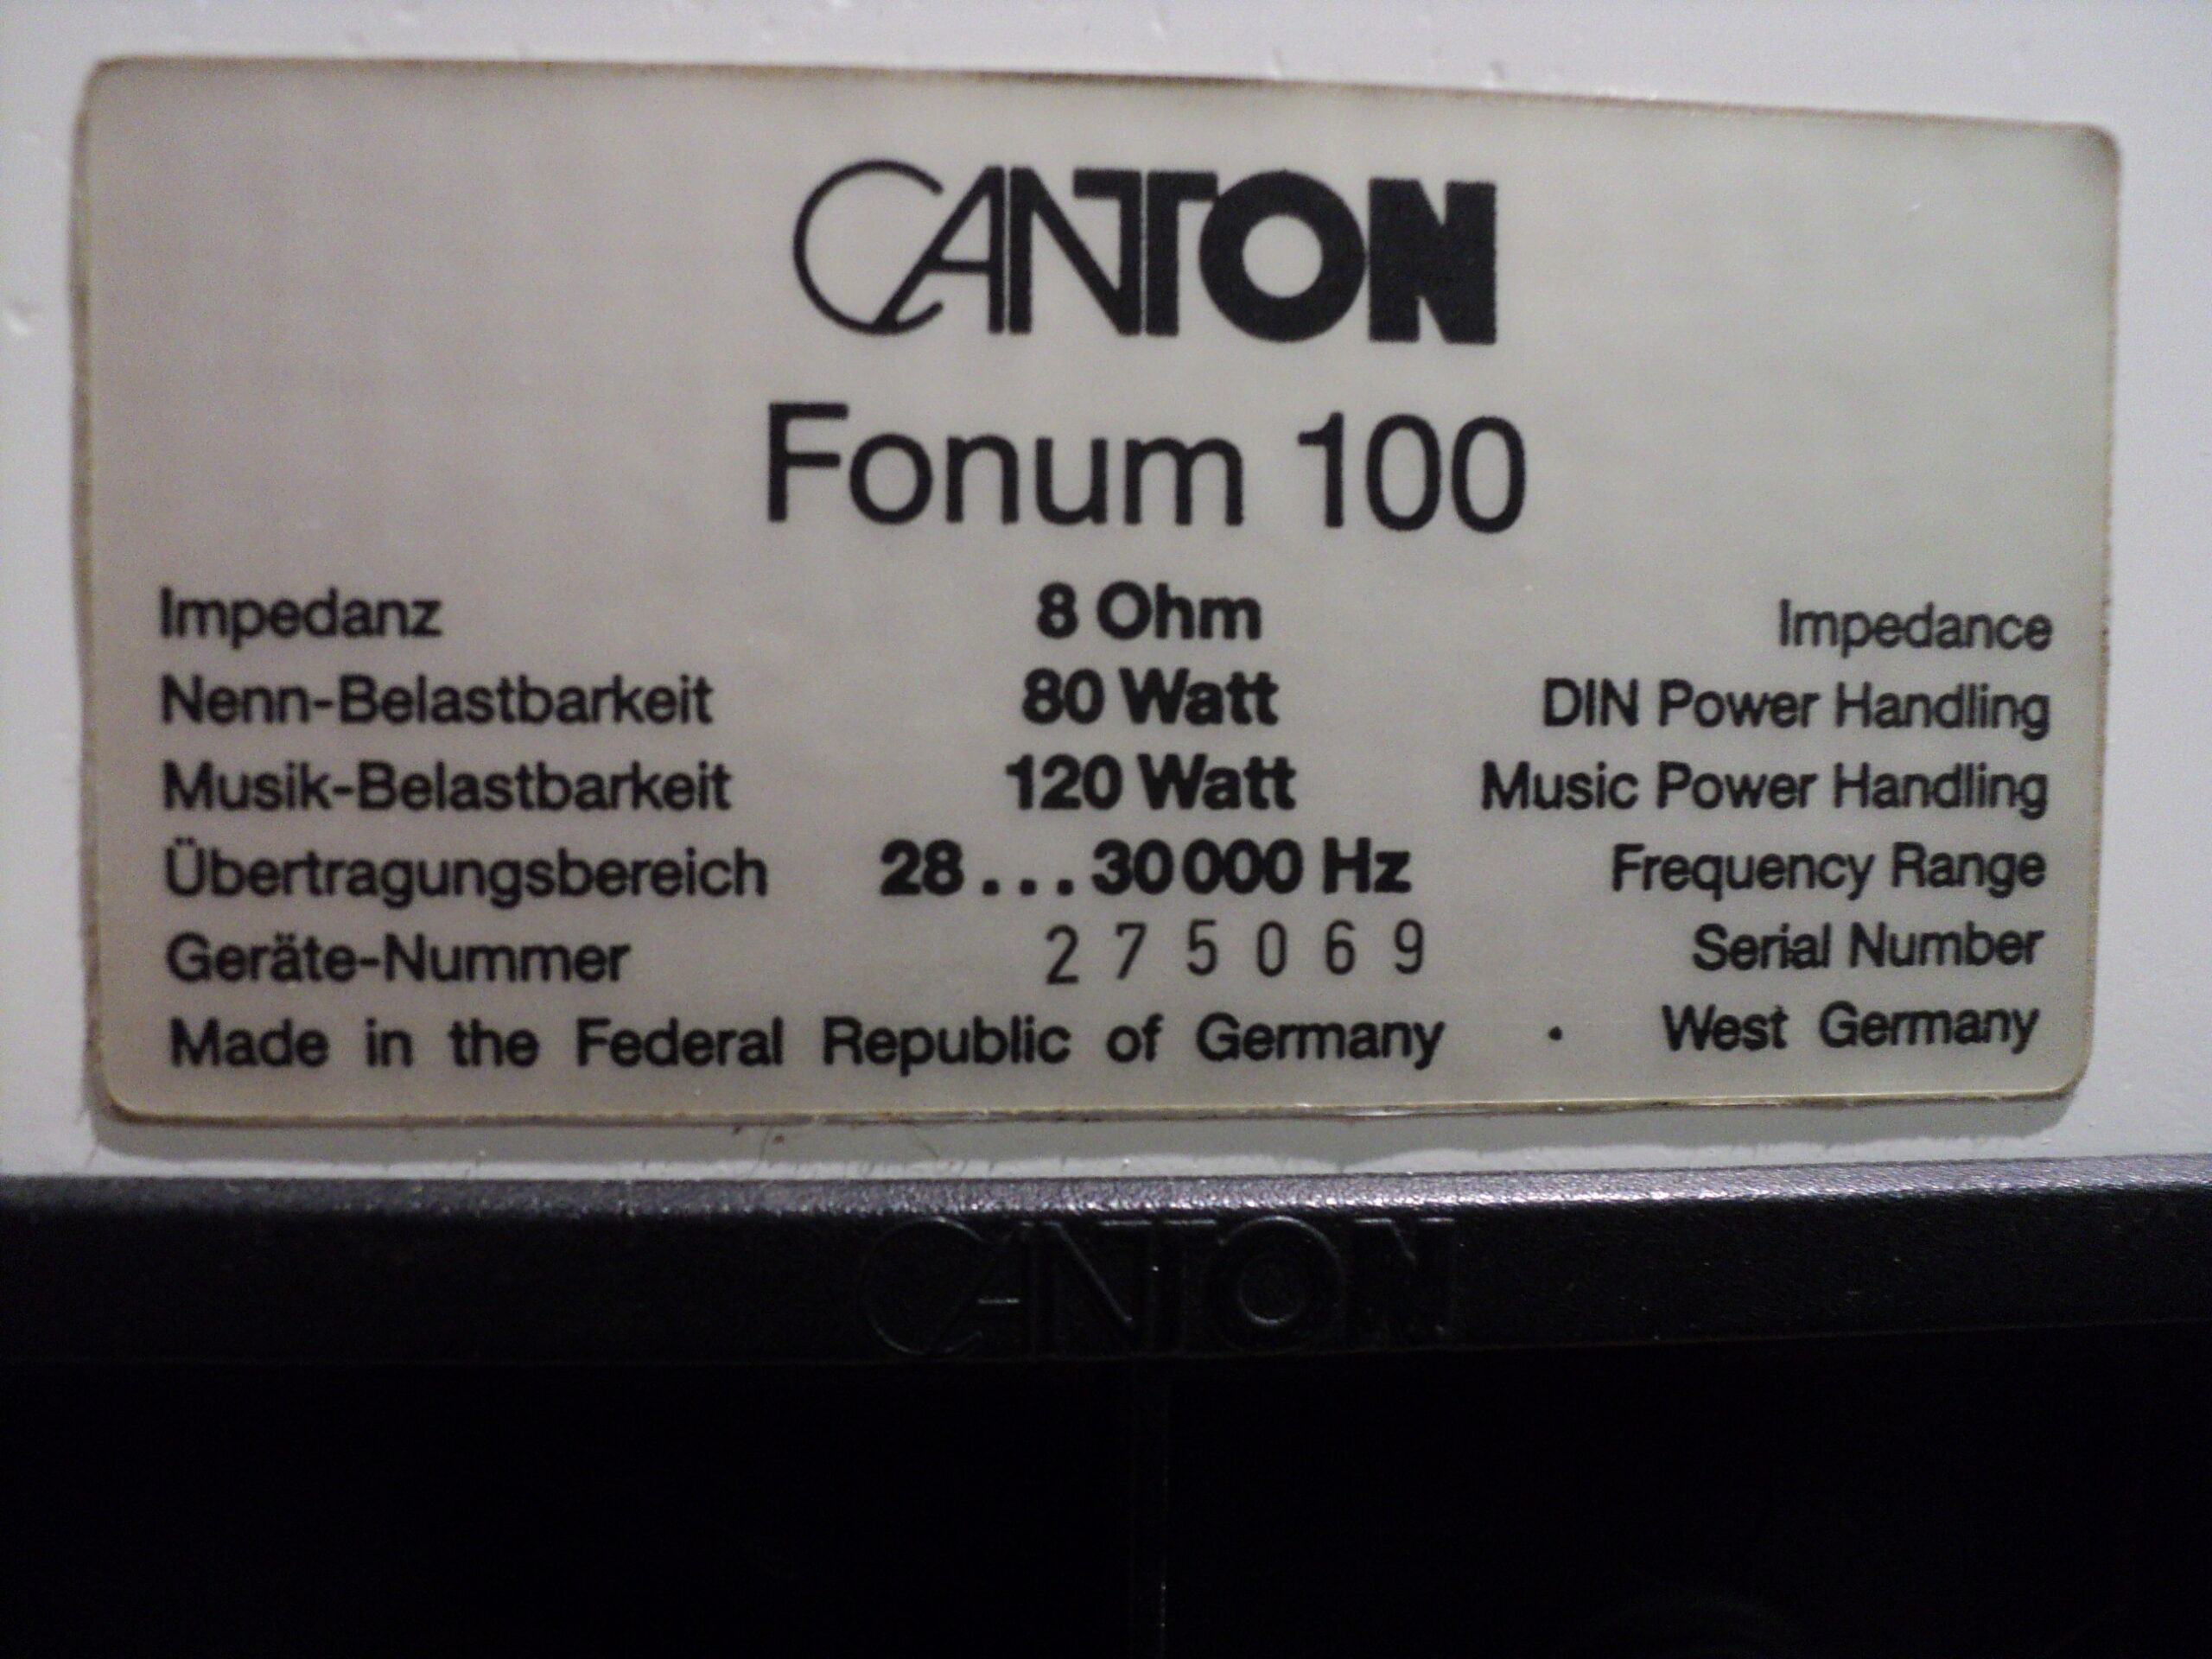 CANTON
Fonum 100
Impedanz 8 Ohm Impedance
Nenn-Belastbarkeit 80 Watt DIN Power Handling
Musik-Belastbarkeit 120 Watt Music Power Handling
Übertragungsbereich 28...30000 Hz Frequency Range
Geräte-Nummer 275069 Serial Number
Made in the Federal Republic of Germany · West Germany
CANTON